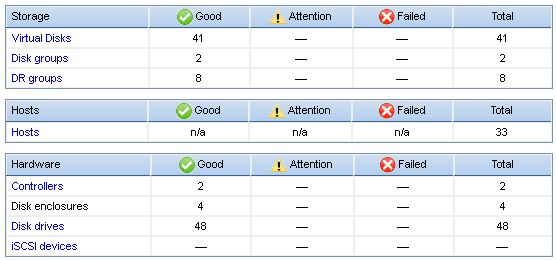 Storage Good Attention Failed Total
Virtual Disks 41 — — 41
Disk groups 2 — — 2
DR groups 8 — — 8
Hosts Good Attention Failed Total
Hosts n/a n/a n/a 33
Hardware Good Attention Failed Total
Controllers 2 — — 2
Disk enclosures 4 — — 4
Disk drives 48 — — 48
iSCSI devices — — — —